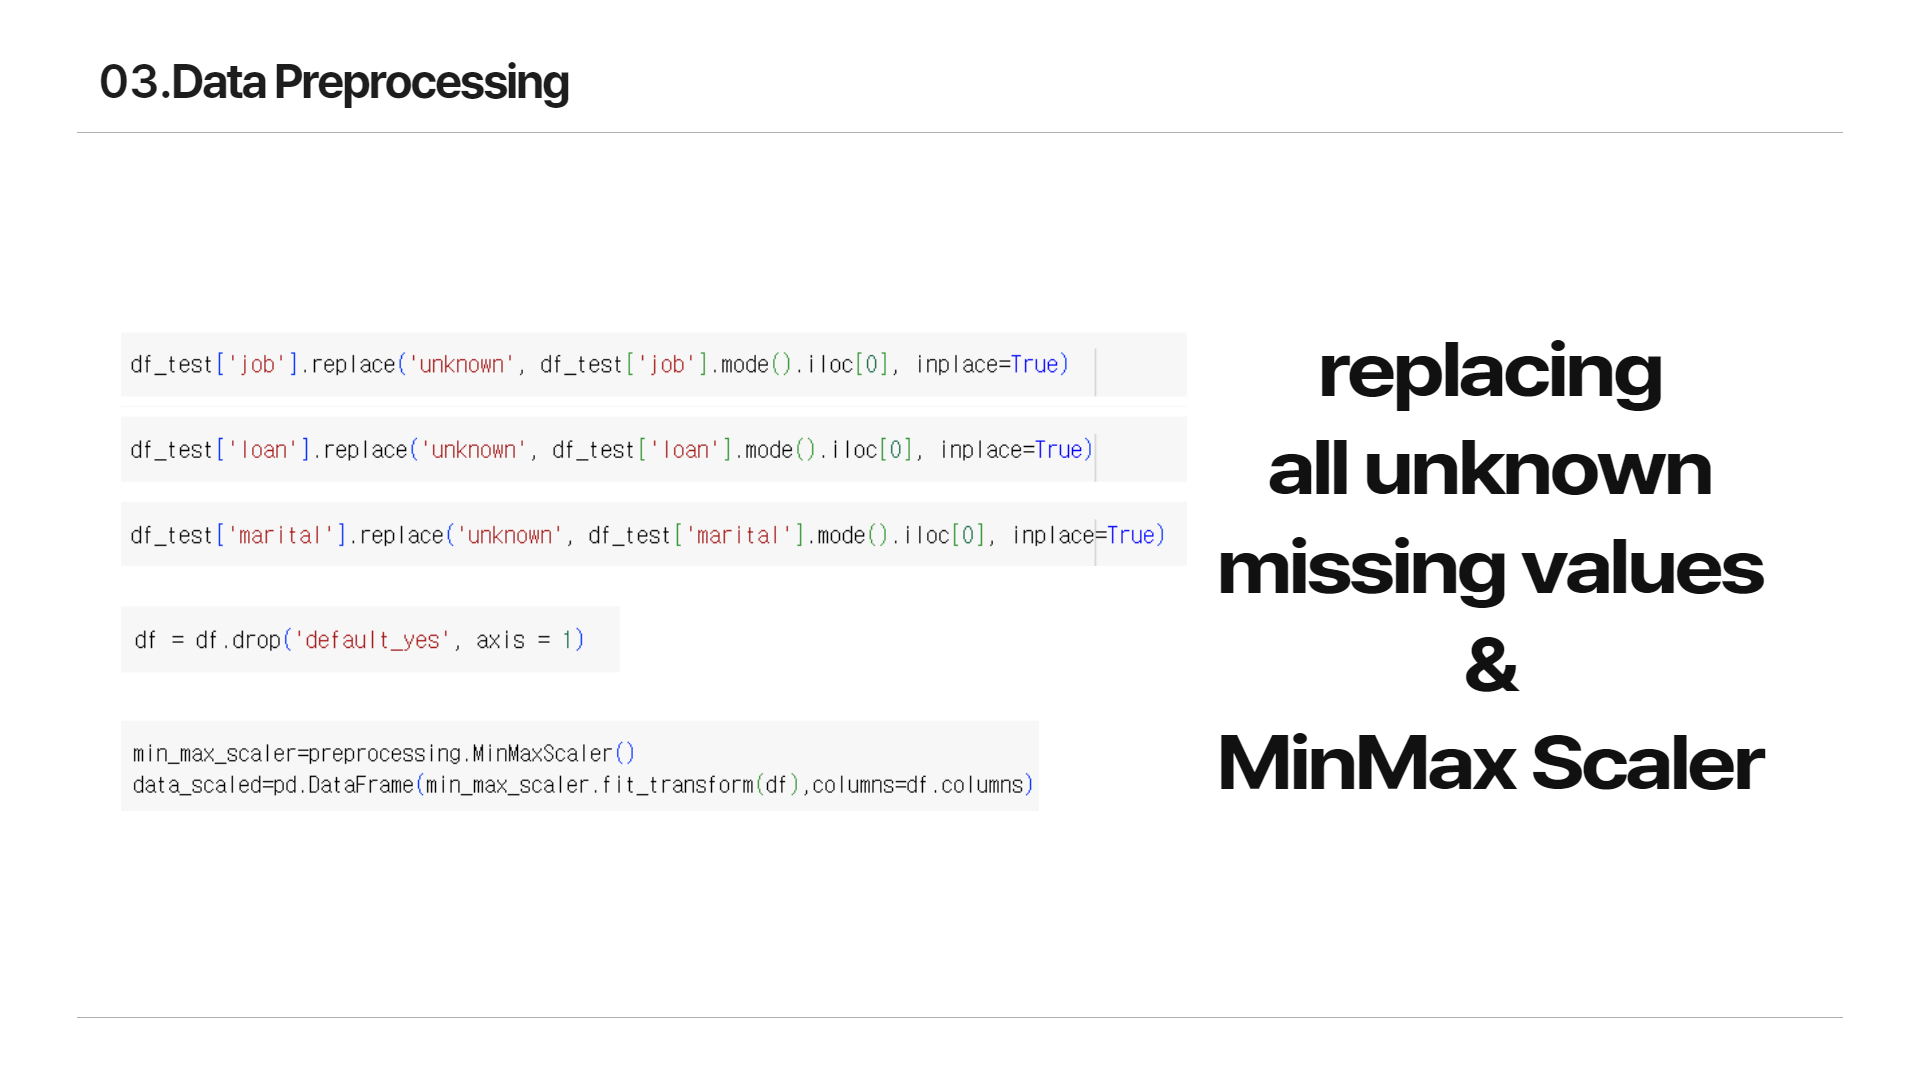 03.Data Preprocessing
df_test['job'].replace('unknown', df_test['job'].mode().iloc[0], inplace=True)
df_test['loan'].replace('unknown', df_test['loan'].mode().iloc[0], inplace=True)
df_test['marital'].replace('unknown', df_test['marital'].mode().iloc[0], inplace=True)
df = df.drop('default_yes', axis = 1)
min_max_scaler=preprocessing.MinMaxScaler()
data_scaled=pd.DataFrame(min_max_scaler.fit_transform(df),columns=df.columns)
replacing
all unknown
missing values
&
MinMax Scaler